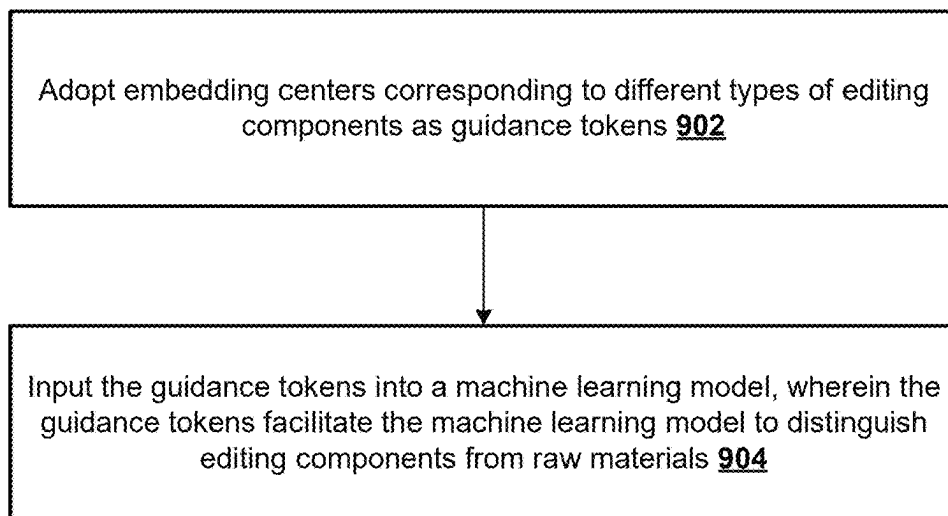 Adopt embedding centers corresponding to different types of editing
components as guidance tokens 902
Input the guidance tokens into a machine learning model, wherein the
guidance tokens facilitate the machine learning model to distinguish
editing components from raw materials 904